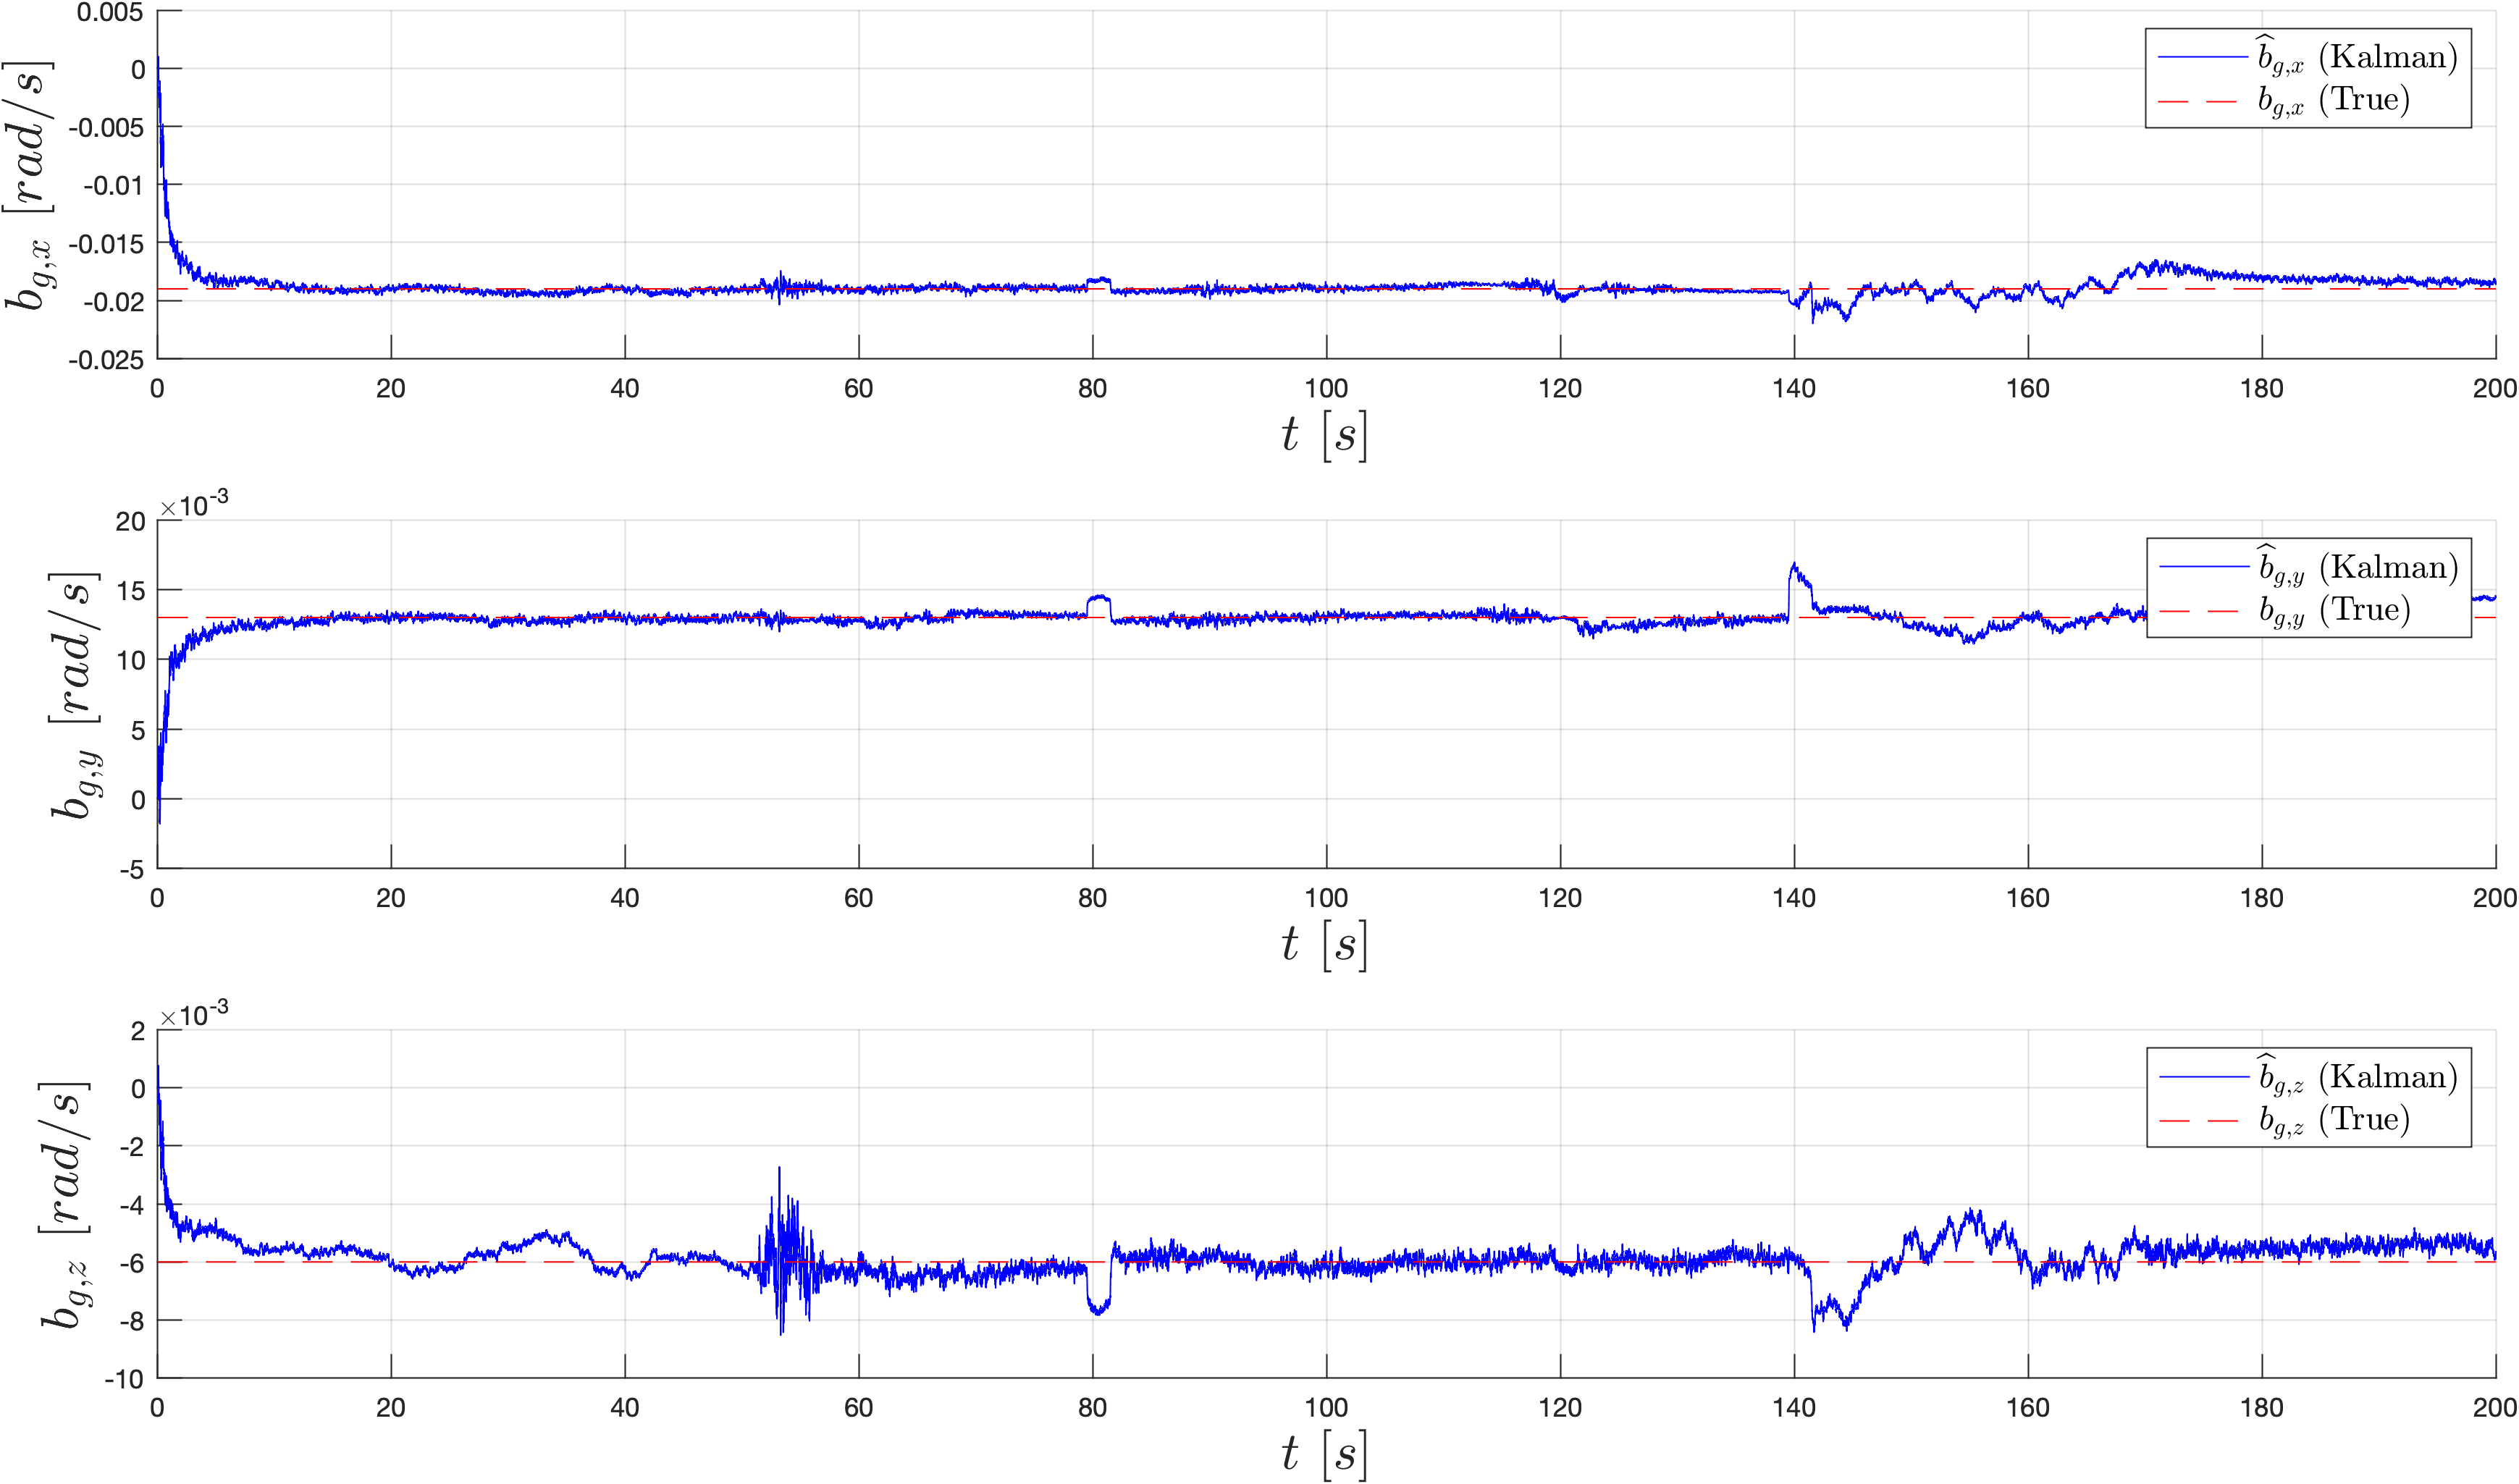 0.005
0
-0.005
-0.01
-0.015
-0.02
-0.025
b_{g,x} [rad/s]
b̂_{g,x} (Kalman)
b_{g,x} (True)
0 20 40 60 80 100 120 140 160 180 200
t [s]
×10^{-3}
20
15
10
5
0
-5
b_{g,y} [rad/s]
b̂_{g,y} (Kalman)
b_{g,y} (True)
0 20 40 60 80 100 120 140 160 180 200
t [s]
×10^{-3}
2
0
-2
-4
-6
-8
-10
b_{g,z} [rad/s]
b̂_{g,z} (Kalman)
b_{g,z} (True)
0 20 40 60 80 100 120 140 160 180 200
t [s]